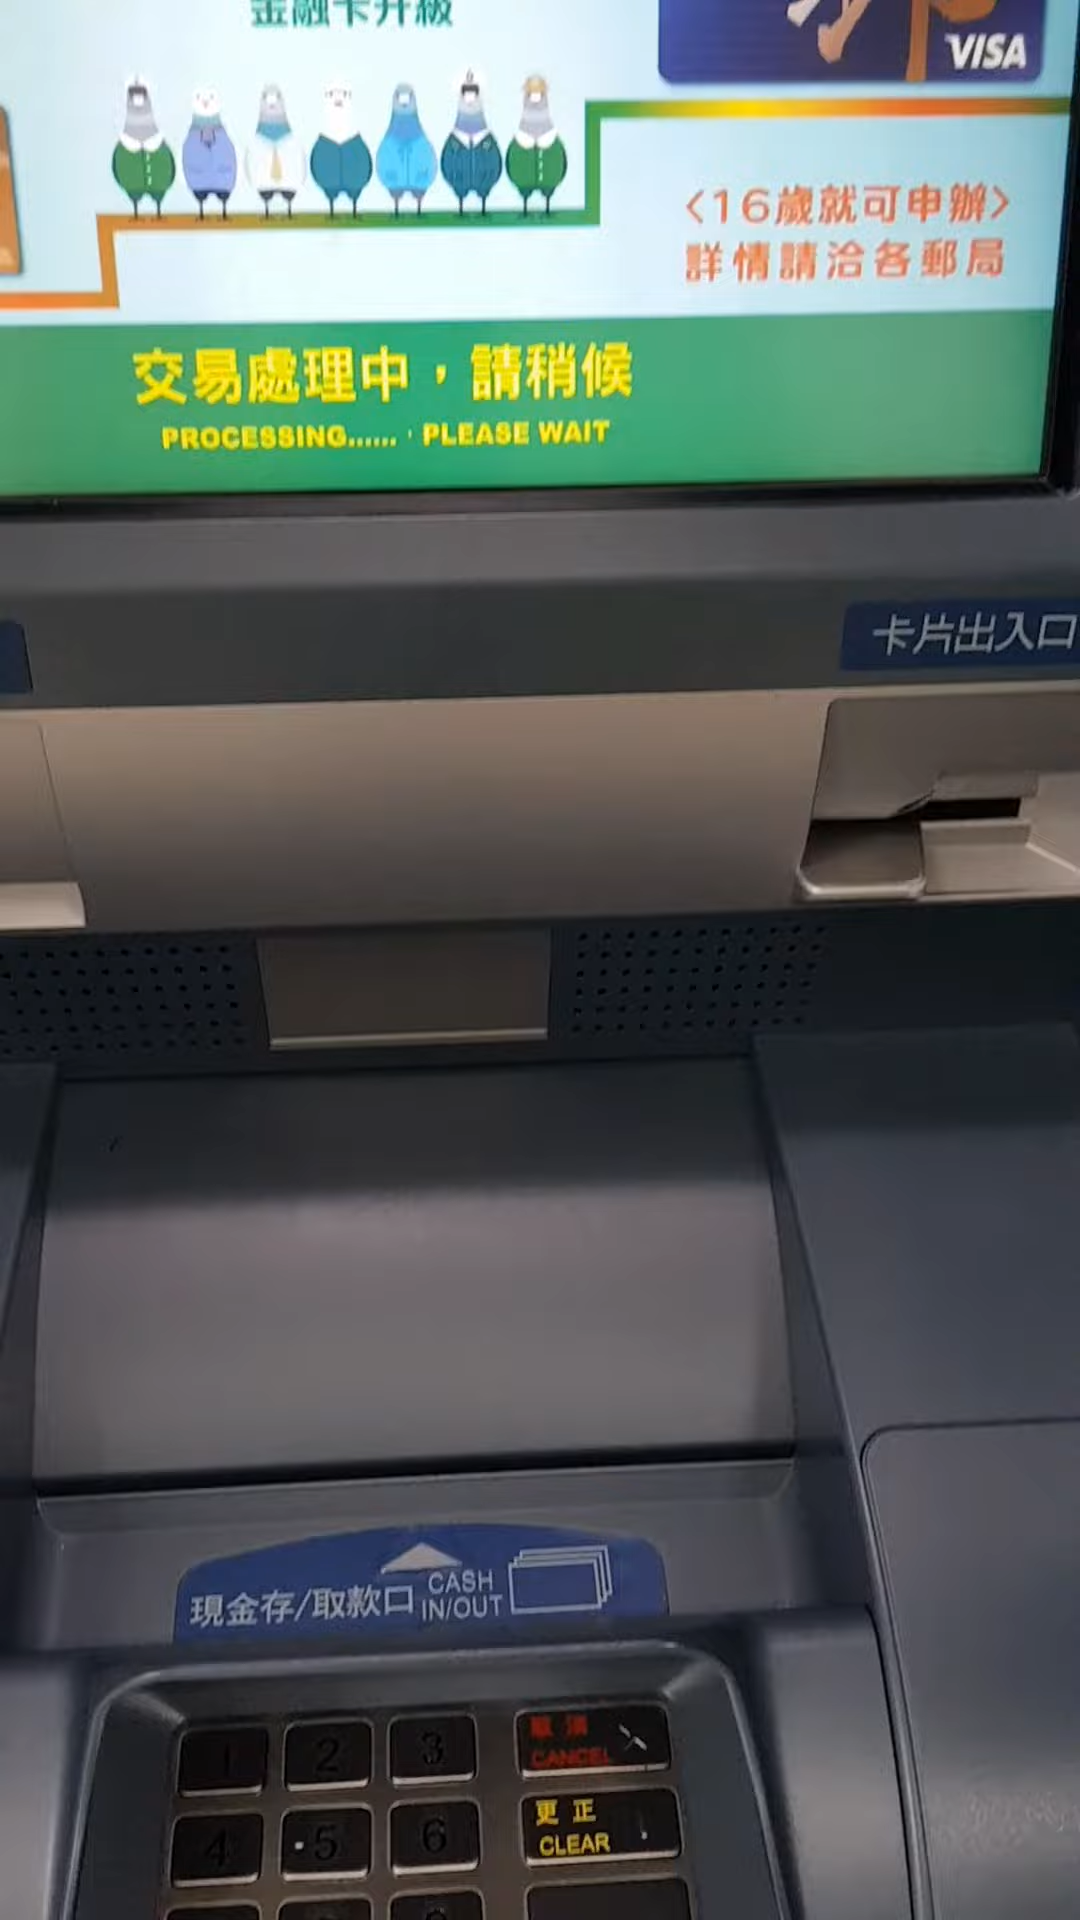 金融卡升級
VISA
<16歲就可申辦>
詳情請洽各郵局
交易處理中，請稍候
PROCESSING......，PLEASE WAIT
卡片出入口
現金存/取款口 CASH IN/OUT
1 2 3 取消 CANCEL
4 5 6 更正 CLEAR